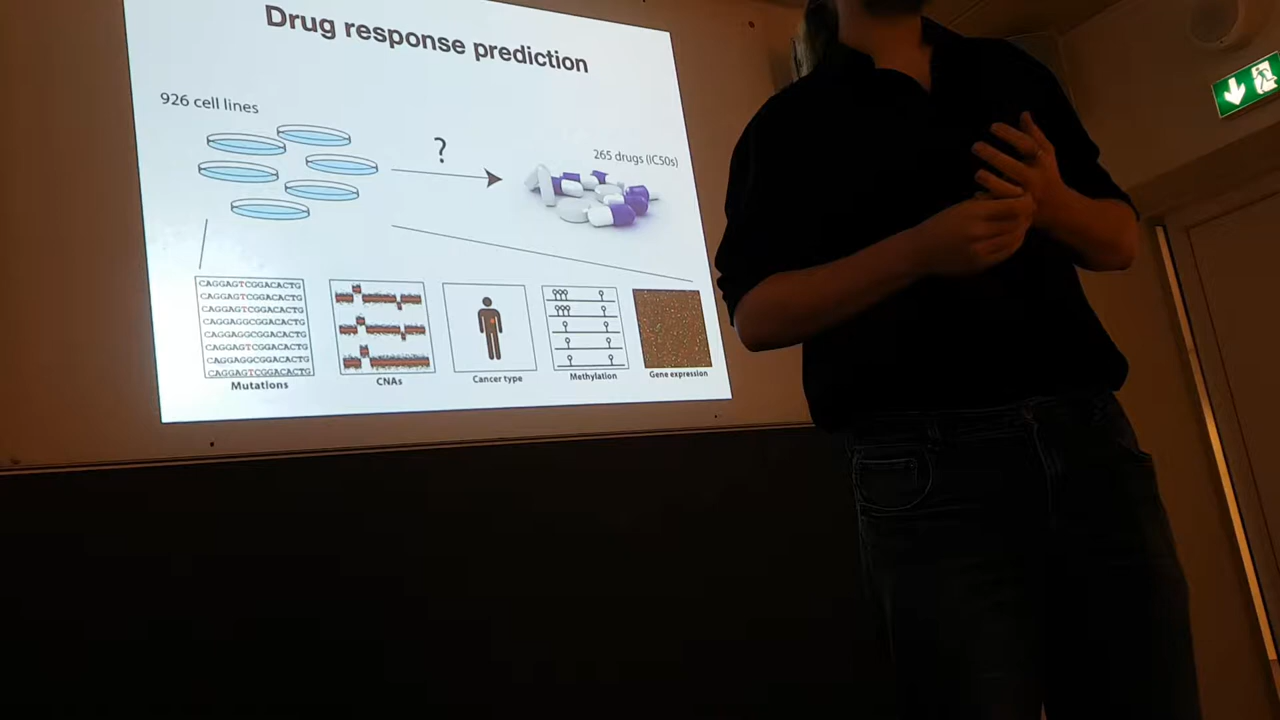 Drug response prediction
926 cell lines
?
265 drugs (IC50s)
CAGGAGTCGGACACTG
CAGGAGTCGGACACTG
CAGGAGTCGGACACTG
CAGGAGGCGGACACTG
CAGGAGGCGGACACTG
CAGGAGTCGGACACTG
CAGGAGGCGGACACTG
CAGGAGTCGGACACTG
Mutations
CNAs
Cancer type
Methylation
Gene expression